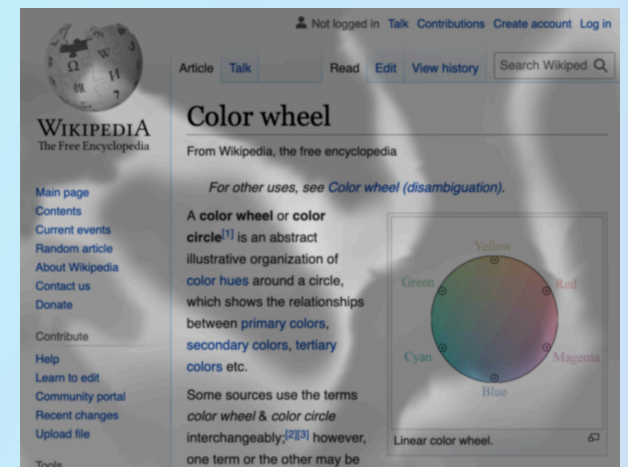 Not logged in Talk Contributions Create account Log in
Article Talk Read Edit View history Search Wikiped
WIKIPEDIA
The Free Encyclopedia
Main page
Contents
Current events
Random article
About Wikipedia
Contact us
Donate
Contribute
Help
Learn to edit
Community portal
Recent changes
Upload file
Tools
Color wheel
From Wikipedia, the free encyclopedia
For other uses, see Color wheel (disambiguation).
A color wheel or color
circle[1] is an abstract
illustrative organization of
color hues around a circle,
which shows the relationships
between primary colors,
secondary colors, tertiary
colors etc.
Some sources use the terms
color wheel & color circle
interchangeably;[2][3] however,
one term or the other may be
Yellow
Green Red
Cyan Magenta
Blue
Linear color wheel.